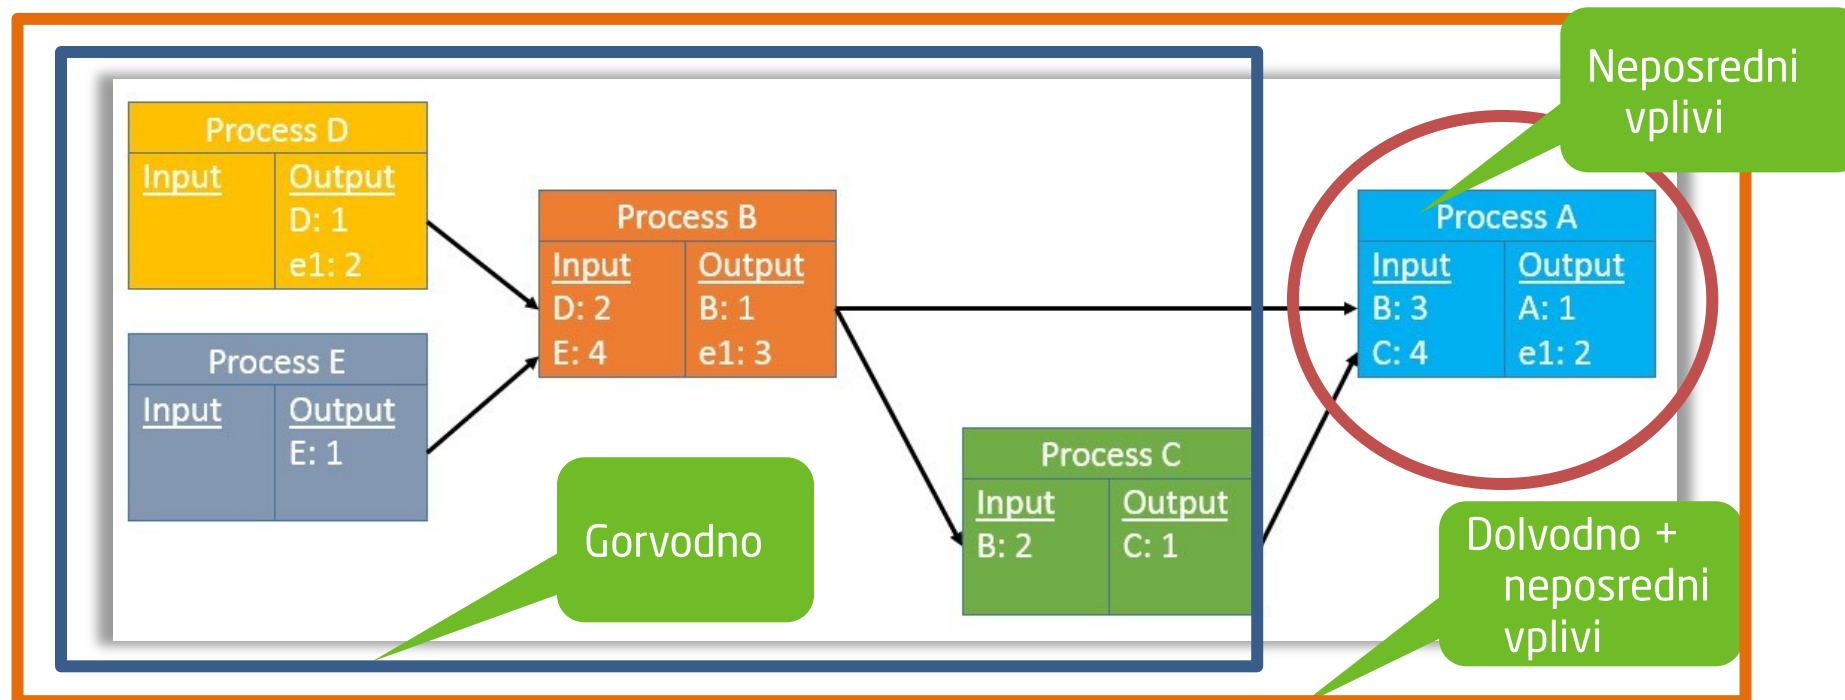 Neposredni
vplivi
Process D
Input
Output
D: 1
e1: 2
Process E
Input
Output
E: 1
Process B
Input
D: 2
E: 4
Output
B: 1
e1: 3
Process C
Input
B: 2
Output
C: 1
Process A
Input
B: 3
C: 4
Output
A: 1
e1: 2
Gorvodno
Dolvodno +
neposredni
vplivi